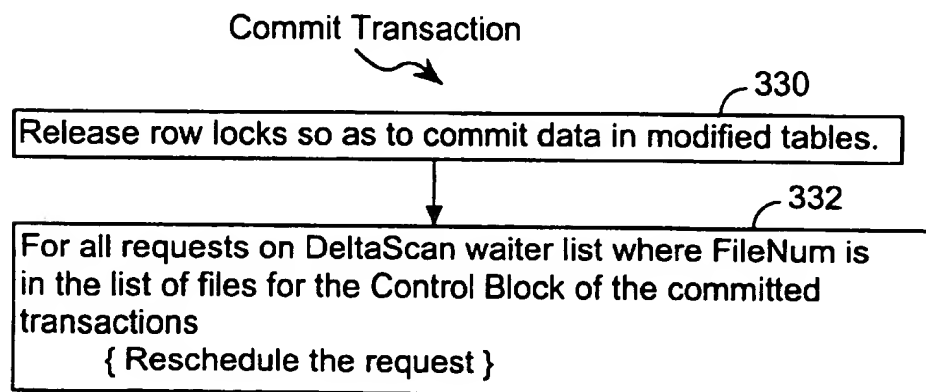 Commit Transaction
330
Release row locks so as to commit data in modified tables.
332
For all requests on DeltaScan waiter list where FileNum is
in the list of files for the Control Block of the committed
transactions
{ Reschedule the request }